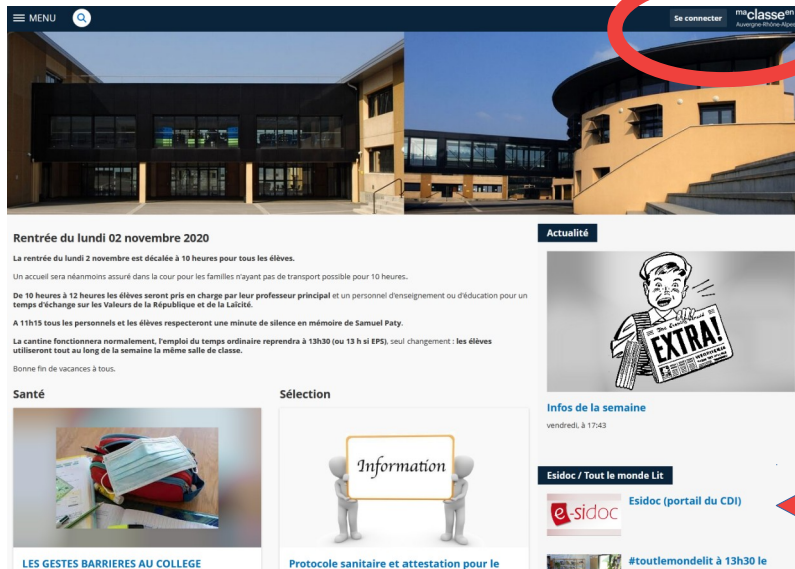 MENU
Se connecter
ma classe en
Auvergne-Rhône-Alpes
Rentrée du lundi 02 novembre 2020
La rentrée du lundi 2 novembre est décalée à 10 heures pour tous les élèves.
Un accueil sera néanmoins assuré dans la cour pour les familles n'ayant pas de transport possible pour 10 heures.
De 10 heures à 12 heures les élèves seront pris en charge par leur professeur principal et un personnel d'enseignement ou d'éducation pour un
temps d'échange sur les Valeurs de la République et de la Laïcité.
A 11h15 tous les personnels et les élèves respecteront une minute de silence en mémoire de Samuel Paty.
La cantine fonctionnera normalement, l'emploi du temps ordinaire reprendra à 13h30 (ou 13 h si EPS), seul changement : les élèves
utiliseront tout au long de la semaine la même salle de classe.
Bonne fin de vacances à tous.
Santé
LES GESTES BARRIERES AU COLLEGE
Sélection
Information
Protocole sanitaire et attestation pour le
Actualité
EXTRA!
EXTRA!
Infos de la semaine
vendredi, à 17:43
Esidoc / Tout le monde Lit
e-sidoc
Esidoc (portail du CDI)
#toutlemondelit à 13h30 le